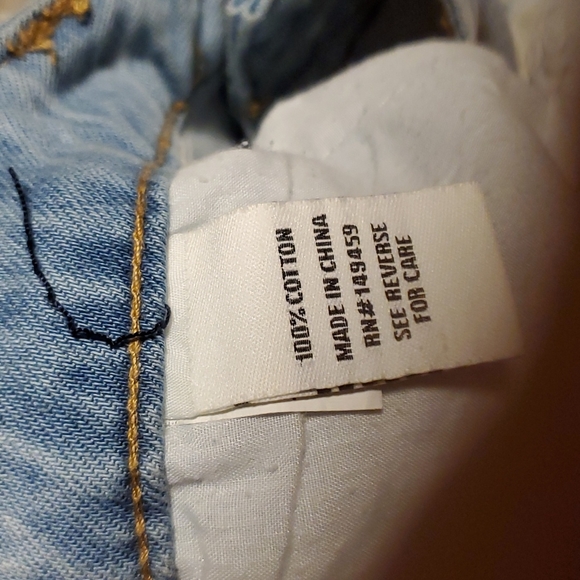 100% COTTON
MADE IN CHINA
RN# 149459
SEE REVERSE
FOR CARE